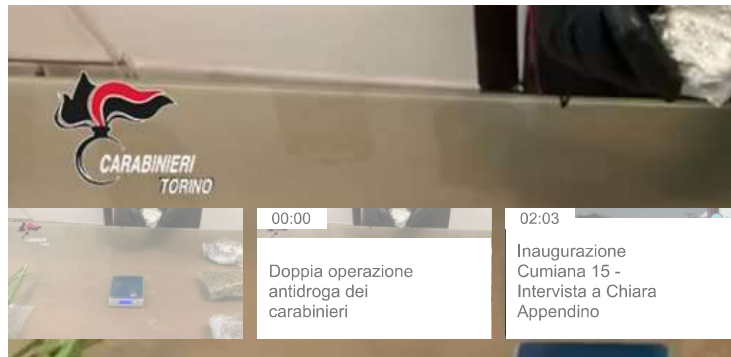 CARABINIERI
TORINO
00:00
02:03
Doppia operazione
antidroga dei
carabinieri
Inaugurazione
Cumiana 15 -
Intervista a Chiara
Appendino